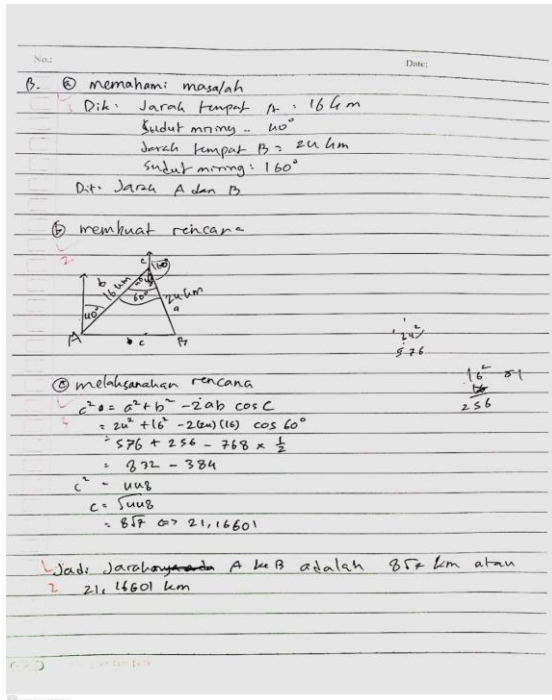 No.: Date:
B. ⓐ memahami masalah
Dik: Jarak tempat A : 16 km
Sudut miring .. 40°
Jarak tempat B = 24 km
Sudut miring : 160°
Dit: Jarak A dan B
ⓑ membuat rencana
2
C 160°
b 16 km
40° 60° 24 km
a
A c B
1 24²
576
16²
256
ⓒ melaksanakan rencana
c² = a² + b² - 2ab cos C
3
= 24² + 16² - 2(24)(16) cos 60°
= 576 + 256 - 768 x ½
= 832 - 384
c² = 448
c = √448
= 8√7 <=> 21,16601
Jadi Jarak A ke B adalah 8√7 km atau
2 21,16601 km